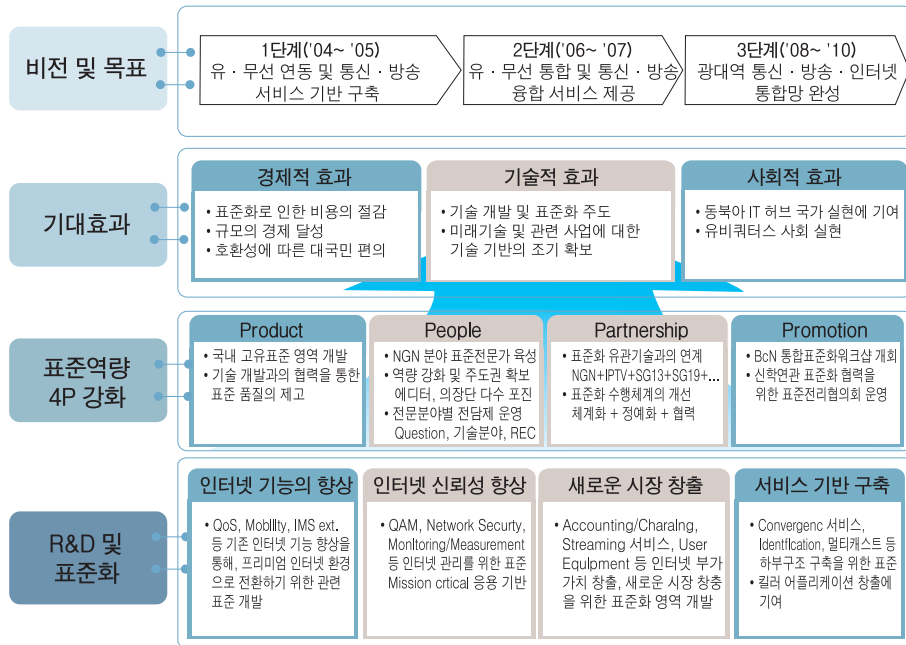 비전 및 목표
1단계('04~ '05)
유 · 무선 연동 및 통신 · 방송
서비스 기반 구축
2단계('06~ '07)
유 · 무선 통합 및 통신 · 방송
융합 서비스 제공
3단계('08~ '10)
광대역 통신 · 방송 · 인터넷
통합망 완성
기대효과
경제적 효과
• 표준화로 인한 비용의 절감
• 규모의 경제 달성
• 호환성에 따른 대국민 편의
기술적 효과
• 기술 개발 및 표준화 주도
• 미래기술 및 관련 사업에 대한
기술 기반의 조기 확보
사회적 효과
• 동북아 IT 허브 국가 실현에 기여
• 유비쿼터스 사회 실현
표준역량
4P 강화
Product
• 국내 고유표준 영역 개발
• 기술 개발과의 협력을 통한
표준 품질의 제고
People
• NGN 분야 표준전문가 육성
• 역량 강화 및 주도권 확보
에디터, 의장단 다수 포진
• 전문분야별 전담제 운영
Question, 기술분야, REC
Partnership
• 표준화 유관기술과의 연계
NGN+IPTV+SG13+SG19+...
• 표준화 수행체계의 개선
체계화 + 정예화 + 협력
Promotion
• BcN 통합표준화워크샵 개회
• 신학연관 표준화 협력을
위한 표준전리협의회 운영
R&D 및
표준화
인터넷 기능의 향상
• QoS, Mobllity, IMS ext.
등 기존 인터넷 기능 향상을
통해, 프리미엄 인터넷 환경
으로 전환하기 위한 관련
표준 개발
인터넷 신뢰성 향상
• QAM, Network Securty,
Monltoring/Measurement
등 인터넷 관리를 위한 표준
Mission crtical 응용 기반
새로운 시장 창출
• Accounting/Charalng,
Streaming 서비스, User
Equlpment 등 인터넷 부가
가치 창출, 새로운 시장 창충
을 위한 표준화 영역 개발
서비스 기반 구축
• Convergenc 서비스,
Identflcation, 멀티캐스트 등
하부구조 구축을 위한 표준
• 킬러 어플리케이션 창출에
기여